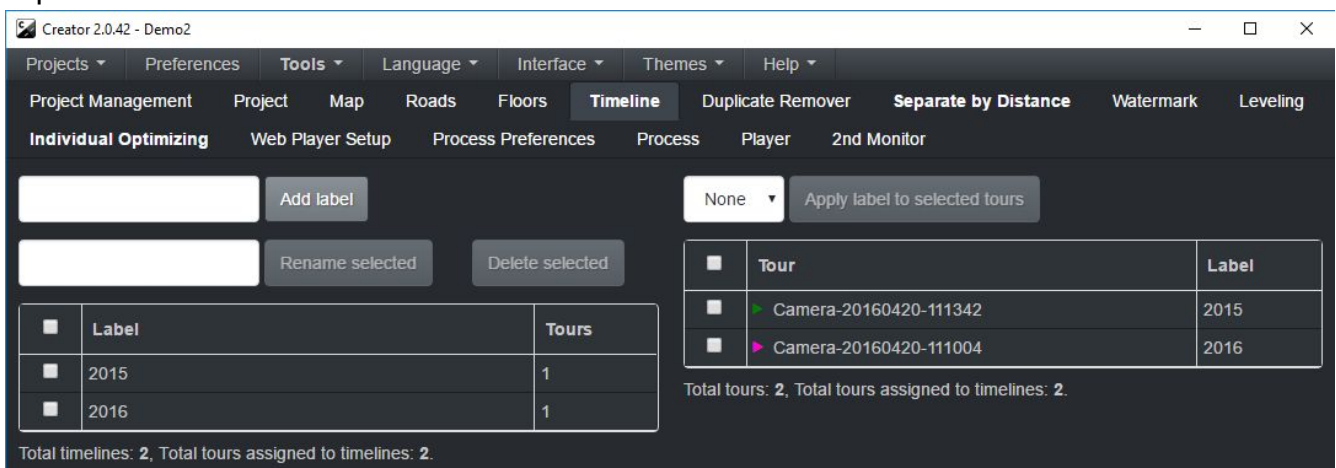 Creator 2.0.42 - Demo2
Projects Preferences Tools Language Interface Themes Help
Project Management Project Map Roads Floors Timeline Duplicate Remover Separate by Distance Watermark Leveling
Individual Optimizing Web Player Setup Process Preferences Process Player 2nd Monitor
Add label
Rename selected Delete selected
Label Tours
2015 1
2016 1
Total timelines: 2, Total tours assigned to timelines: 2.
None Apply label to selected tours
Tour Label
Camera-20160420-111342 2015
Camera-20160420-111004 2016
Total tours: 2, Total tours assigned to timelines: 2.